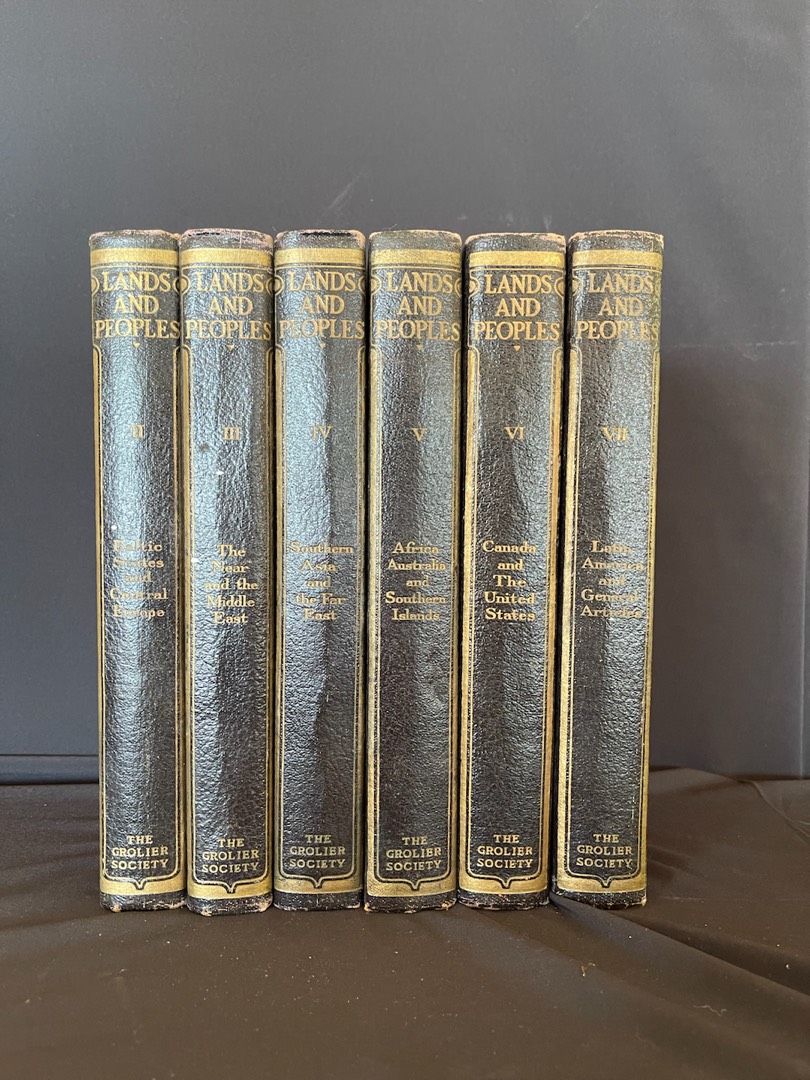 LANDS
AND
PEOPLES
II
Baltic
States
and
Central
Europe
THE
GROLIER
SOCIETY
LANDS
AND
PEOPLES
III
The
Near
and the
Middle
East
THE
GROLIER
SOCIETY
LANDS
AND
PEOPLES
IV
Southern
Asia
and
the Far
East
THE
GROLIER
SOCIETY
LANDS
AND
PEOPLES
V
Africa
Australia
and
Southern
Islands
THE
GROLIER
SOCIETY
LANDS
AND
PEOPLES
VI
Canada
and
The
United
States
THE
GROLIER
SOCIETY
LANDS
AND
PEOPLES
VII
Latin
America
and
General
Articles
THE
GROLIER
SOCIETY